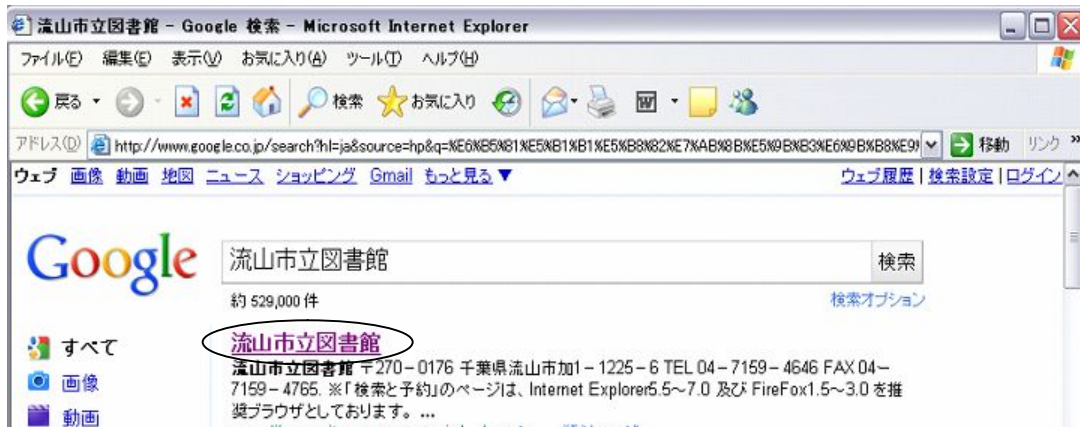 流山市立図書館 - Google 検索 - Microsoft Internet Explorer
ファイル(F) 編集(E) 表示(V) お気に入り(A) ツール(T) ヘルプ(H)
戻る 検索 お気に入り
アドレス(D) http://www.google.co.jp/search?hl=ja&source=hp&q=%E6%B5%81%E5%B1%B1%E5%B8%82%E7%AB%8B%E5%9B%B3%E6%9B%B8%E9 移動 リンク »
ウェブ 画像 動画 地図 ニュース ショッピング Gmail もっと見る ▼ ウェブ履歴 | 検索設定 | ログイン
Google 流山市立図書館 検索
約 529,000 件 検索オプション
すべて 流山市立図書館
流山市立図書館 〒270-0176 千葉県流山市加1-1225-6 TEL 04-7159-4646 FAX 04-
画像 7159-4765. ※「検索と予約」のページは、Internet Explorer5.5～7.0 及び FireFox1.5～3.0 を推
動画 奨ブラウザとしております。 ...